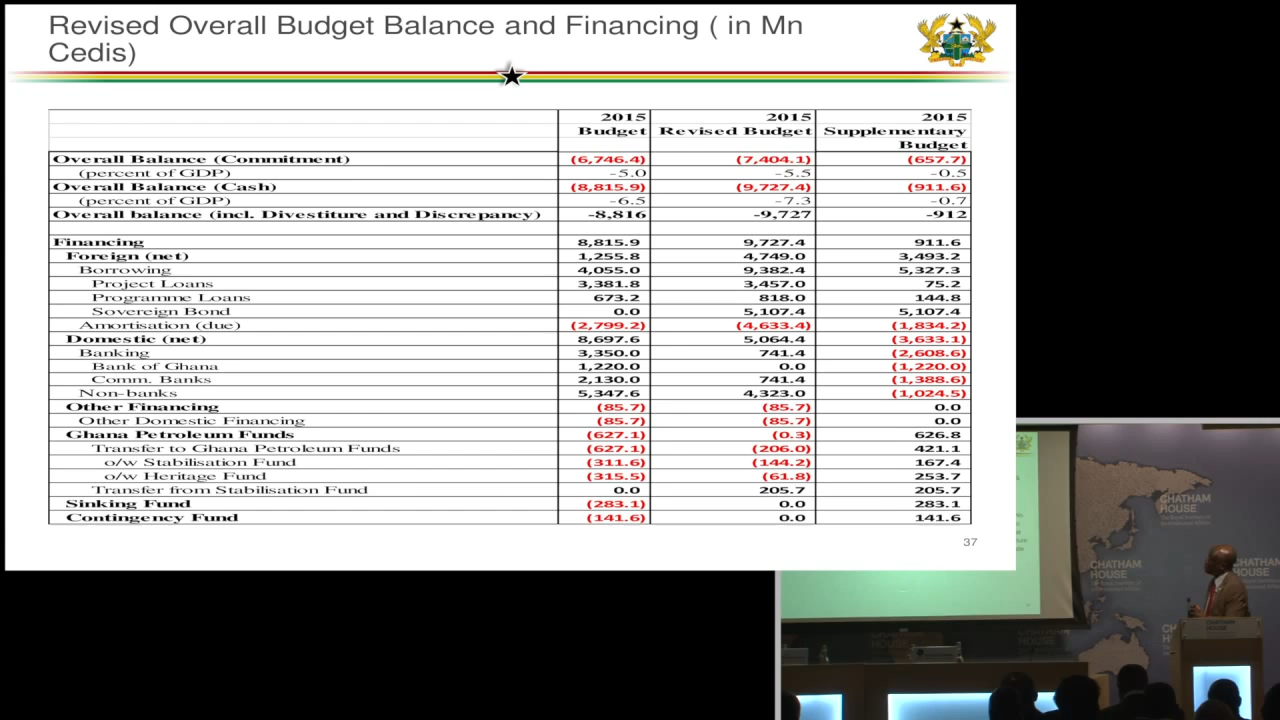 Revised Overall Budget Balance and Financing ( in Mn
Cedis)
2015 2015 2015
Budget Revised Budget Supplementary
Budget
Overall Balance (Commitment) (6,746.4) (7,404.1) (657.7)
(percent of GDP) -5.0 -5.5 -0.5
Overall Balance (Cash) (8,815.9) (9,727.4) (911.6)
(percent of GDP) -6.5 -7.3 -0.7
Overall balance (incl. Divestiture and Discrepancy) -8,816 -9,727 -912
Financing 8,815.9 9,727.4 911.6
Foreign (net) 1,255.8 4,749.0 3,493.2
Borrowing 4,055.0 9,382.4 5,327.3
Project Loans 3,381.8 3,457.0 75.2
Programme Loans 673.2 818.0 144.8
Sovereign Bond 0.0 5,107.4 5,107.4
Amortisation (due) (2,799.2) (4,633.4) (1,834.2)
Domestic (net) 8,697.6 5,064.4 (3,633.1)
Banking 3,350.0 741.4 (2,608.6)
Bank of Ghana 1,220.0 0.0 (1,220.0)
Comm. Banks 2,130.0 741.4 (1,388.6)
Non-banks 5,347.6 4,323.0 (1,024.5)
Other Financing (85.7) (85.7) 0.0
Other Domestic Financing (85.7) (85.7) 0.0
Ghana Petroleum Funds (627.1) (0.3) 626.8
Transfer to Ghana Petroleum Funds (627.1) (206.0) 421.1
o/w Stabilisation Fund (311.6) (144.2) 167.4
o/w Heritage Fund (315.5) (61.8) 253.7
Transfer from Stabilisation Fund 0.0 205.7 205.7
Sinking Fund (283.1) 0.0 283.1
Contingency Fund (141.6) 0.0 141.6
37
CHATHAM
HOUSE
CHATHAM
HOUSE
CHATHAM
HOUSE
CHATHAM
HOUSE